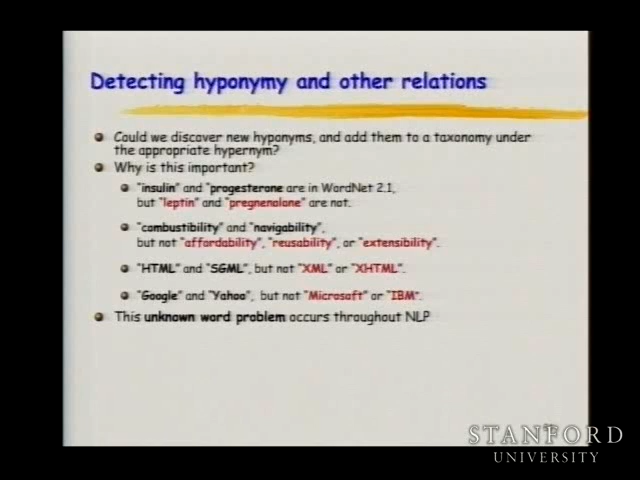 Detecting hyponymy and other relations
Could we discover new hyponyms, and add them to a taxonomy under
the appropriate hypernym?
Why is this important?
"insulin" and "progesterone are in WordNet 2.1,
but "leptin" and "pregnenolone" are not.
"combustibility" and "navigability",
but not "affordability", "reusability", or "extensibility".
"HTML" and "SGML", but not "XML" or "XHTML".
"Google" and "Yahoo", but not "Microsoft" or "IBM".
This unknown word problem occurs throughout NLP
STANFORD
UNIVERSITY